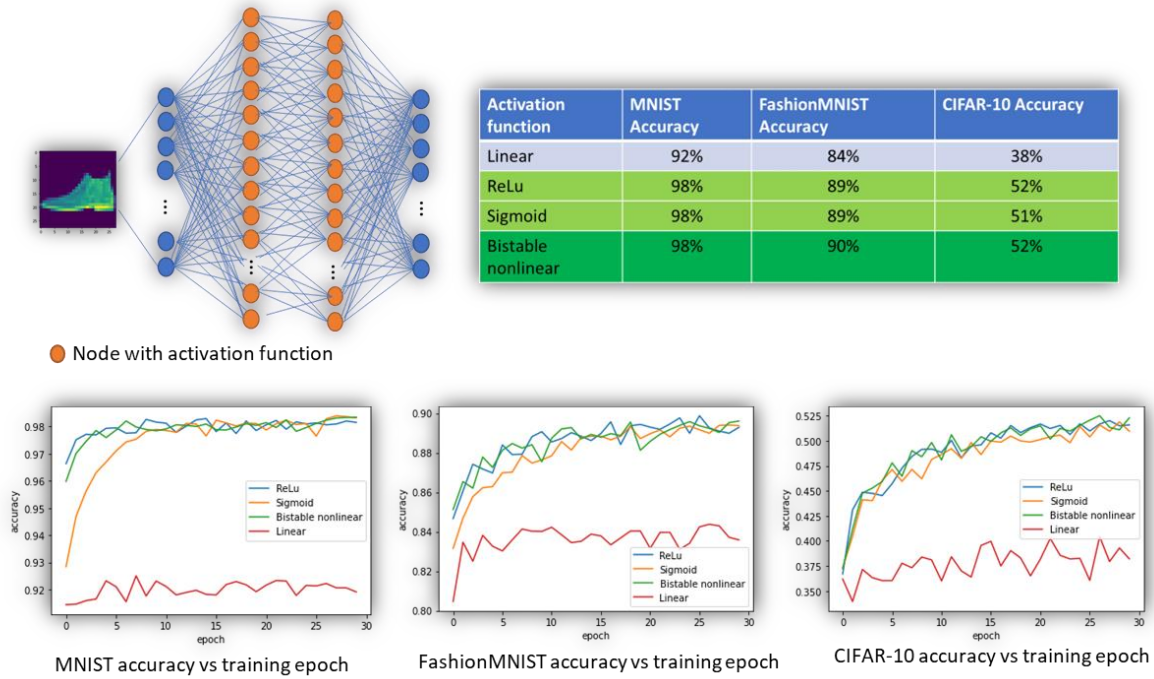 Activation function
MNIST Accuracy
FashionMNIST Accuracy
CIFAR-10 Accuracy
Linear 92% 84% 38%
ReLu 98% 89% 52%
Sigmoid 98% 89% 51%
Bistable nonlinear 98% 90% 52%
Node with activation function
0.98
0.97
0.96
0.95
0.94
0.93
0.92
accuracy
ReLu
Sigmoid
Bistable nonlinear
Linear
0 5 10 15 20 25 30
epoch
MNIST accuracy vs training epoch
0.90
0.88
0.86
0.84
0.82
0.80
accuracy
ReLu
Sigmoid
Bistable nonlinear
Linear
0 5 10 15 20 25 30
epoch
FashionMNIST accuracy vs training epoch
0.525
0.500
0.475
0.450
0.425
0.400
0.375
0.350
accuracy
ReLu
Sigmoid
Bistable nonlinear
Linear
0 5 10 15 20 25 30
epoch
CIFAR-10 accuracy vs training epoch